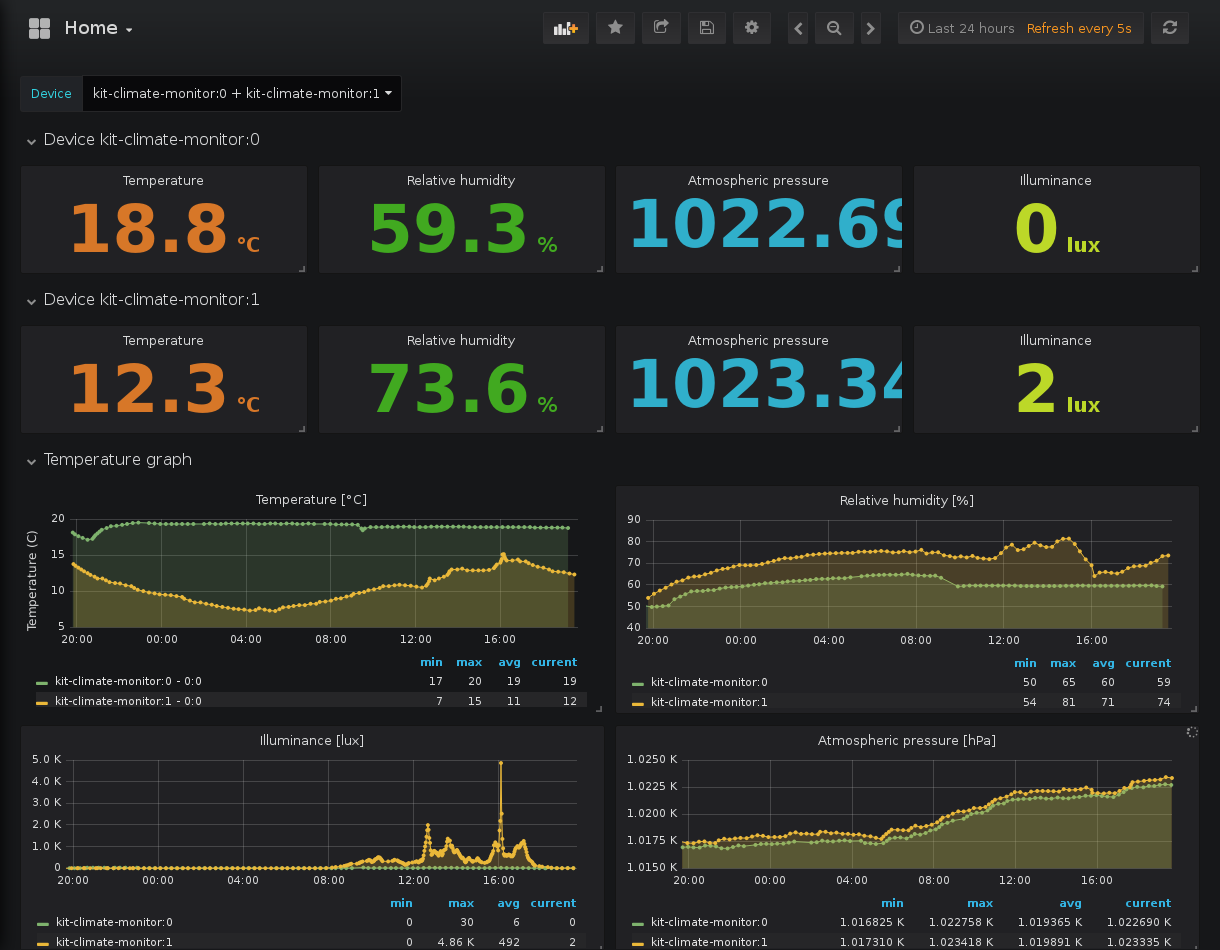 Home
Last 24 hours Refresh every 5s
Device kit-climate-monitor:0 + kit-climate-monitor:1
Device kit-climate-monitor:0
Temperature Relative humidity Atmospheric pressure Illuminance
18.8 °C 59.3 % 1022.69 0 lux
Device kit-climate-monitor:1
Temperature Relative humidity Atmospheric pressure Illuminance
12.3 °C 73.6 % 1023.34 2 lux
Temperature graph
Temperature [°C]
Temperature (C)
20
15
10
5
20:00 00:00 04:00 08:00 12:00 16:00
min max avg current
kit-climate-monitor:0 - 0:0 17 20 19 19
kit-climate-monitor:1 - 0:0 7 15 11 12
Relative humidity [%]
90
80
70
60
50
40
20:00 00:00 04:00 08:00 12:00 16:00
min max avg current
kit-climate-monitor:0 50 65 60 59
kit-climate-monitor:1 54 81 71 74
Illuminance [lux]
5.0 K
4.0 K
3.0 K
2.0 K
1.0 K
0
20:00 00:00 04:00 08:00 12:00 16:00
min max avg current
kit-climate-monitor:0 0 30 6 0
kit-climate-monitor:1 0 4.86 K 492 2
Atmospheric pressure [hPa]
1.0250 K
1.0225 K
1.0200 K
1.0175 K
1.0150 K
20:00 00:00 04:00 08:00 12:00 16:00
min max avg current
kit-climate-monitor:0 1.016825 K 1.022758 K 1.019365 K 1.022690 K
kit-climate-monitor:1 1.017310 K 1.023418 K 1.019891 K 1.023335 K